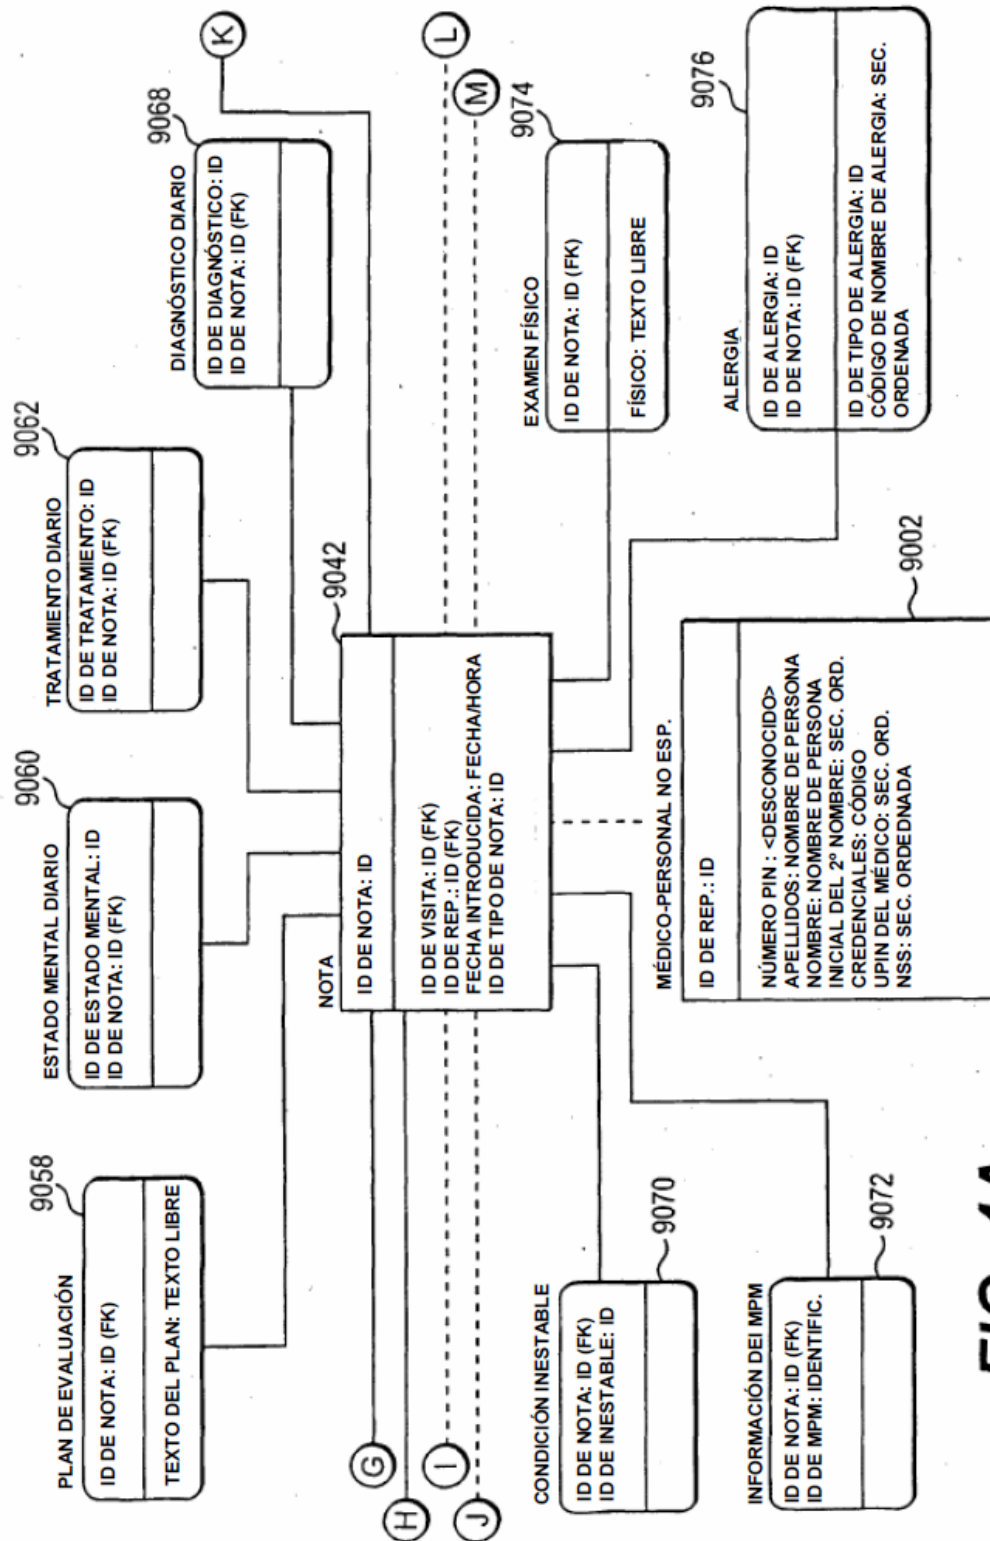 PLAN DE EVALUACIÓN
9058
ID DE NOTA: ID (FK)
TEXTO DEL PLAN: TEXTO LIBRE
ESTADO MENTAL DIARIO
9060
ID DE ESTADO MENTAL: ID
ID DE NOTA: ID (FK)
TRATAMIENTO DIARIO
9062
ID DE TRATAMIENTO: ID
ID DE NOTA: ID (FK)
DIAGNÓSTICO DIARIO
9068
ID DE DIAGNÓSTICO: ID
ID DE NOTA: ID (FK)
K
G
H
I
J
NOTA
9042
ID DE NOTA: ID
ID DE VISITA: ID (FK)
ID DE REP.: ID (FK)
FECHA INTRODUCIDA: FECHA/HORA
ID DE TIPO DE NOTA: ID
L
M
CONDICIÓN INESTABLE
ID DE NOTA: ID (FK)
ID DE INESTABLE: ID
9070
EXAMEN FÍSICO
9074
ID DE NOTA: ID (FK)
FÍSICO: TEXTO LIBRE
INFORMACIÓN DEI MPM
ID DE NOTA: ID (FK)
ID DE MPM: IDENTIFIC.
9072
MÉDICO-PERSONAL NO ESP.
ID DE REP.: ID
NÚMERO PIN : <DESCONOCIDO>
APELLIDOS: NOMBRE DE PERSONA
NOMBRE: NOMBRE DE PERSONA
INICIAL DEL 2º NOMBRE: SEC. ORD.
CREDENCIALES: CÓDIGO
UPIN DEL MÉDICO: SEC. ORD.
NSS: SEC. ORDEDNADA
9002
ALERGIA
9076
ID DE ALERGIA: ID
ID DE NOTA: ID (FK)
ID DE TIPO DE ALERGIA: ID
CÓDIGO DE NOMBRE DE ALERGIA: SEC.
ORDENADA